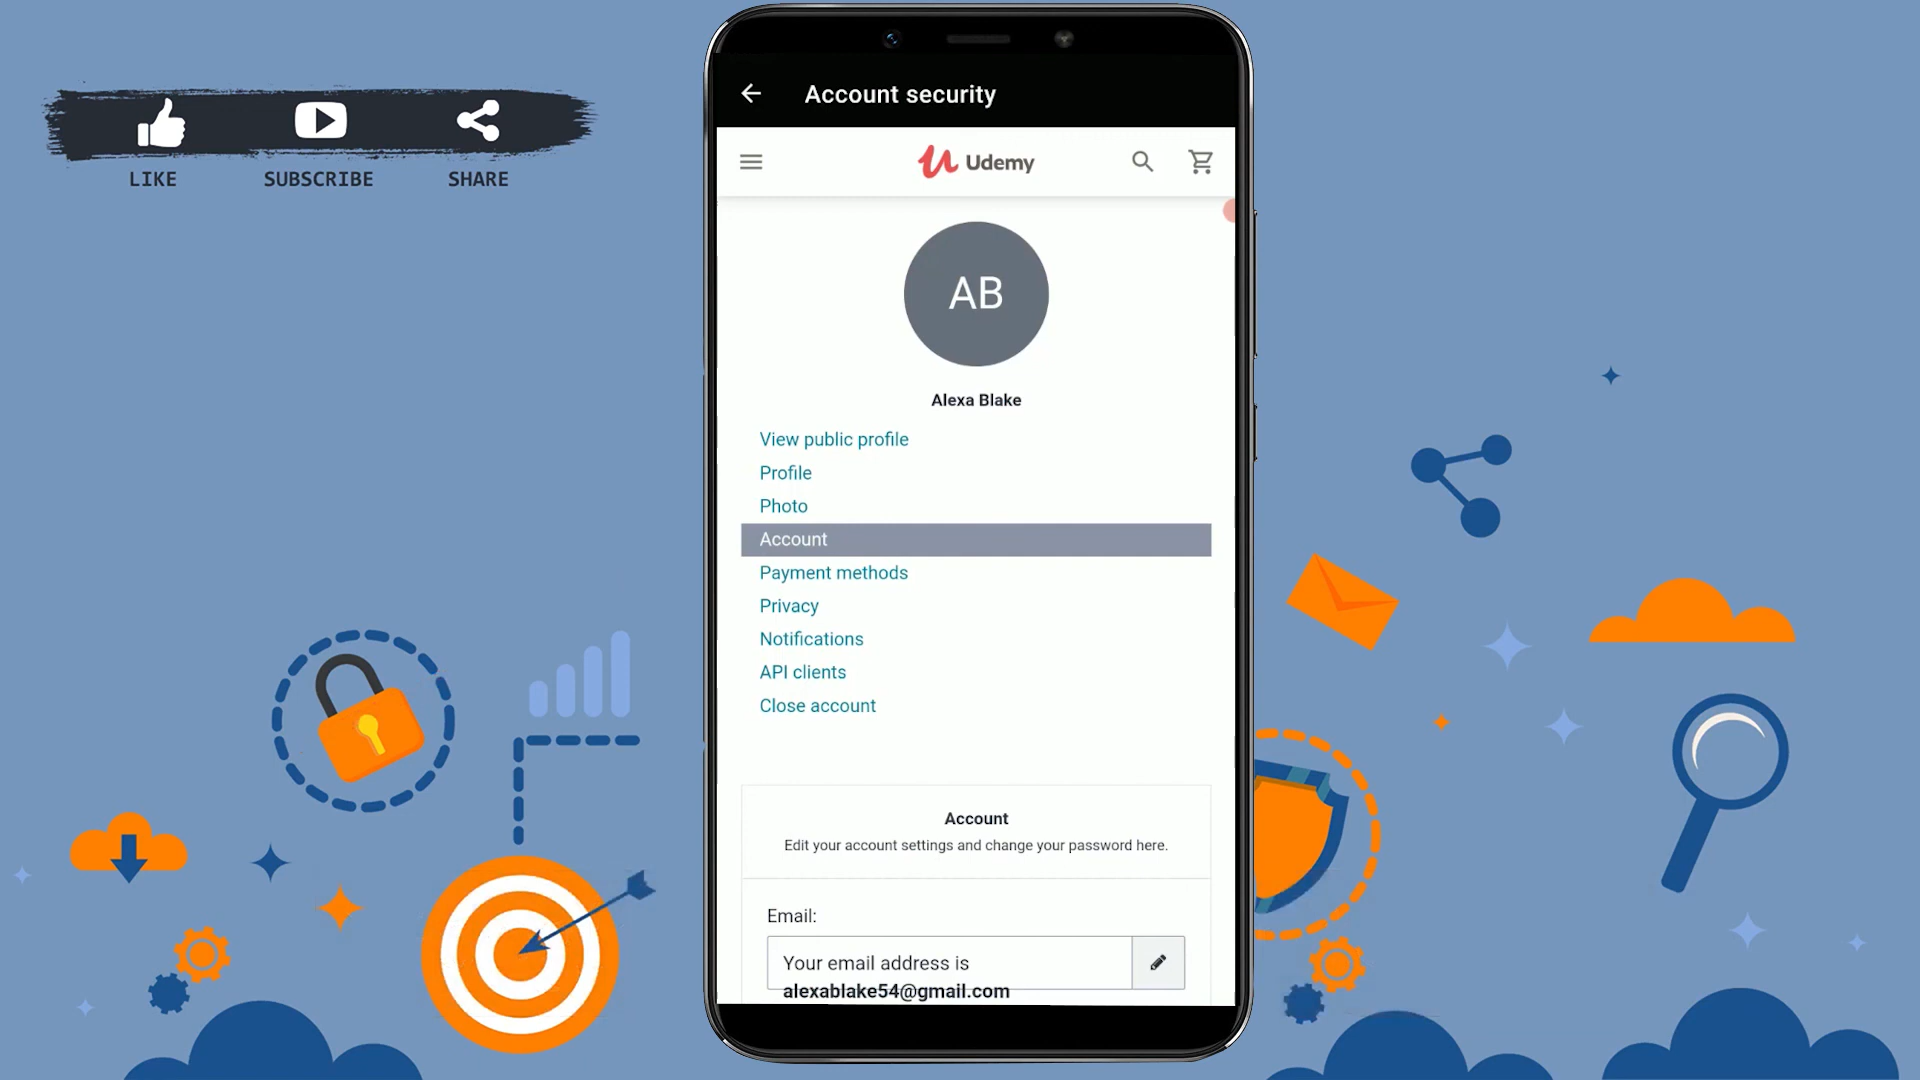 LIKE
SUBSCRIBE
SHARE
Account security
Udemy
AB
Alexa Blake
View public profile
Profile
Photo
Account
Payment methods
Privacy
Notifications
API clients
Close account
Account
Edit your account settings and change your password here.
Email:
Your email address is
alexablake54@gmail.com